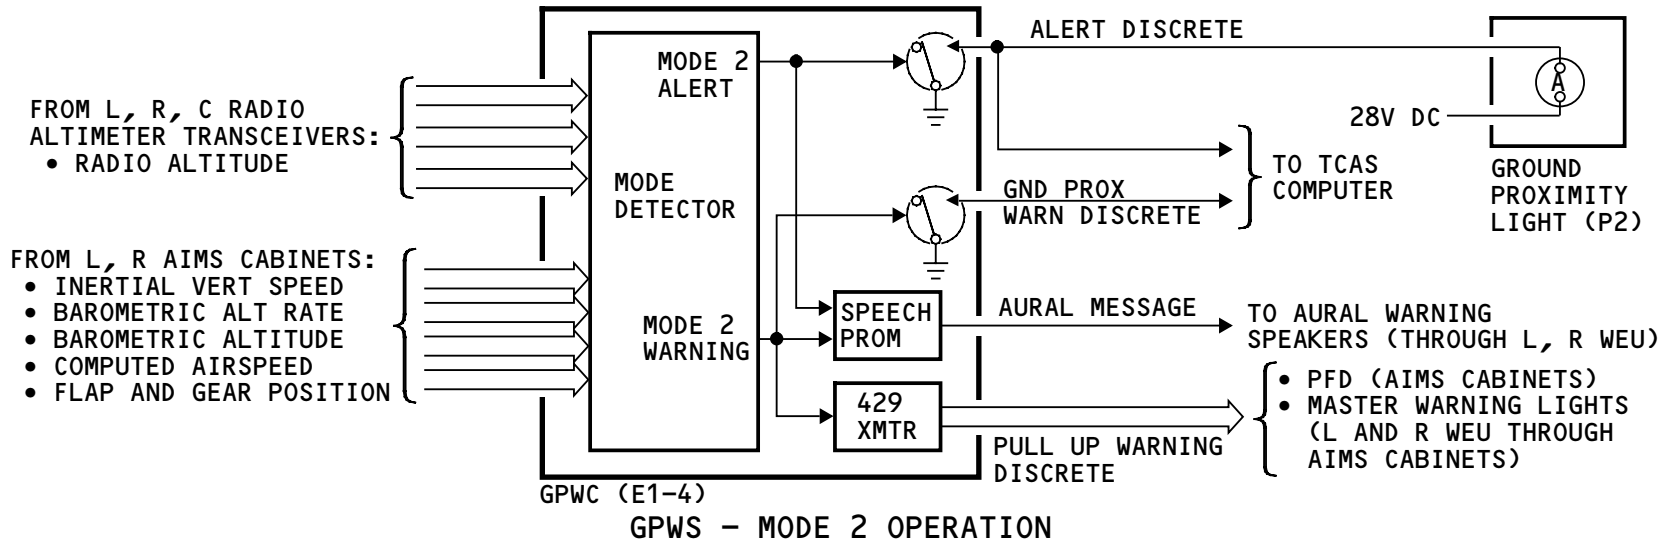 FROM L, R, C RADIO
ALTIMETER TRANSCEIVERS:
• RADIO ALTITUDE
FROM L, R AIMS CABINETS:
• INERTIAL VERT SPEED
• BAROMETRIC ALT RATE
• BAROMETRIC ALTITUDE
• COMPUTED AIRSPEED
• FLAP AND GEAR POSITION
MODE 2
ALERT
MODE
DETECTOR
MODE 2
WARNING
SPEECH
PROM
429
XMTR
GPWC (E1-4)
ALERT DISCRETE
A
28V DC
GROUND
PROXIMITY
LIGHT (P2)
TO TCAS
COMPUTER
GND PROX
WARN DISCRETE
AURAL MESSAGE
TO AURAL WARNING
SPEAKERS (THROUGH L, R WEU)
PULL UP WARNING
DISCRETE
• PFD (AIMS CABINETS)
• MASTER WARNING LIGHTS
(L AND R WEU THROUGH
AIMS CABINETS)
GPWS - MODE 2 OPERATION